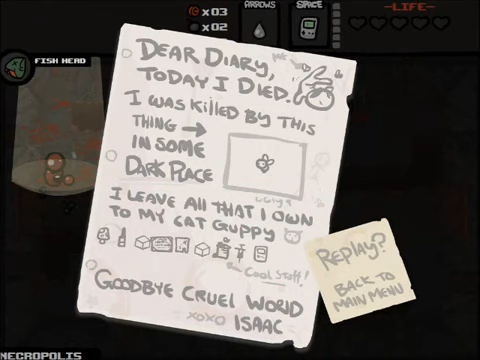 ×03
×02
ARROWS
SPACE
-LIFE-
FISH HEAD
DEAR DIARY,
TODAY I DIED.
I WAS KILLED BY THIS
THING →
IN SOME
DARK PLACE
I LEAVE ALL THAT I OWN
TO MY CAT GUPPY
COOL STUFF!
GOODBYE CRUEL WORLD
XOXO ISAAC
REPLAY?
BACK TO
MAIN MENU
NECROPOLIS